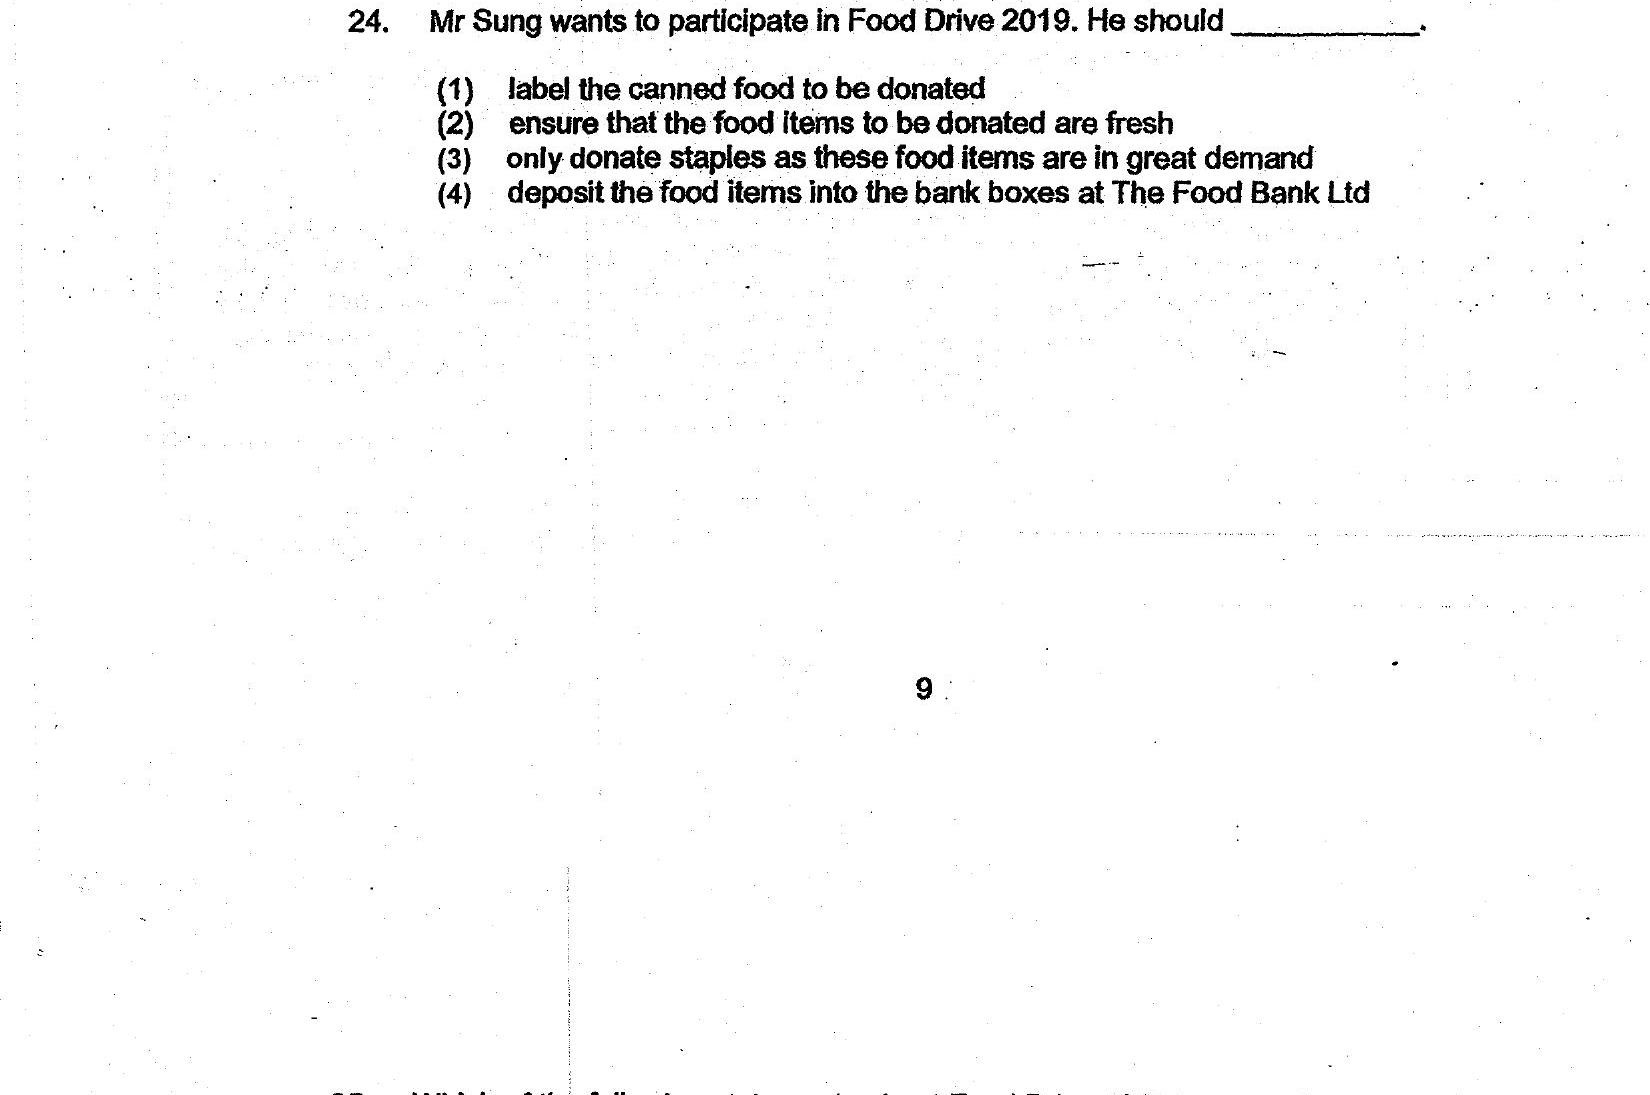 24. Mr Sung wants to participate in Food Drive 2019. He should ____________.
(1) label the canned food to be donated
(2) ensure that the food items to be donated are fresh
(3) only donate staples as these food items are in great demand
(4) deposit the food items into the bank boxes at The Food Bank Ltd
9